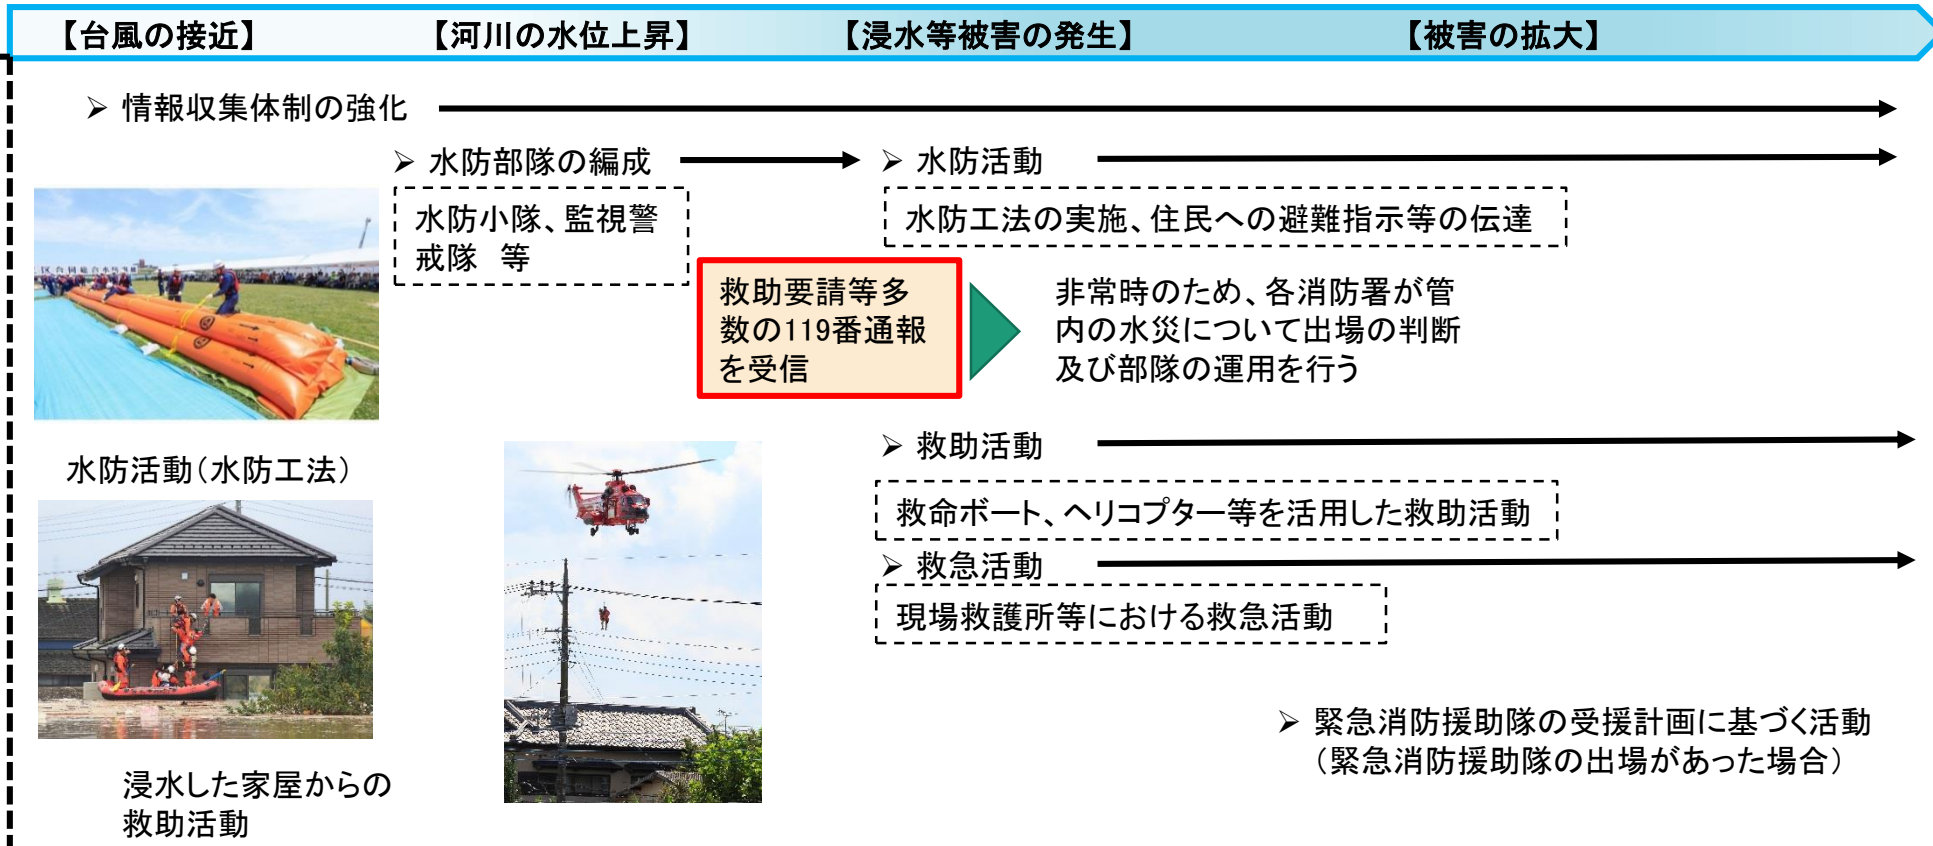 【台風の接近】
【河川の水位上昇】
【浸水等被害の発生】
【被害の拡大】
➢ 情報収集体制の強化
➢ 水防部隊の編成
➢ 水防活動
水防小隊、監視警
戒隊　等
水防工法の実施、住民への避難指示等の伝達
救助要請等多
数の119番通報
を受信
非常時のため、各消防署が管
内の水災について出場の判断
及び部隊の運用を行う
水防活動（水防工法）
➢ 救助活動
救命ボート、ヘリコプター等を活用した救助活動
➢ 救急活動
現場救護所等における救急活動
➢ 緊急消防援助隊の受援計画に基づく活動
（緊急消防援助隊の出場があった場合）
浸水した家屋からの
救助活動